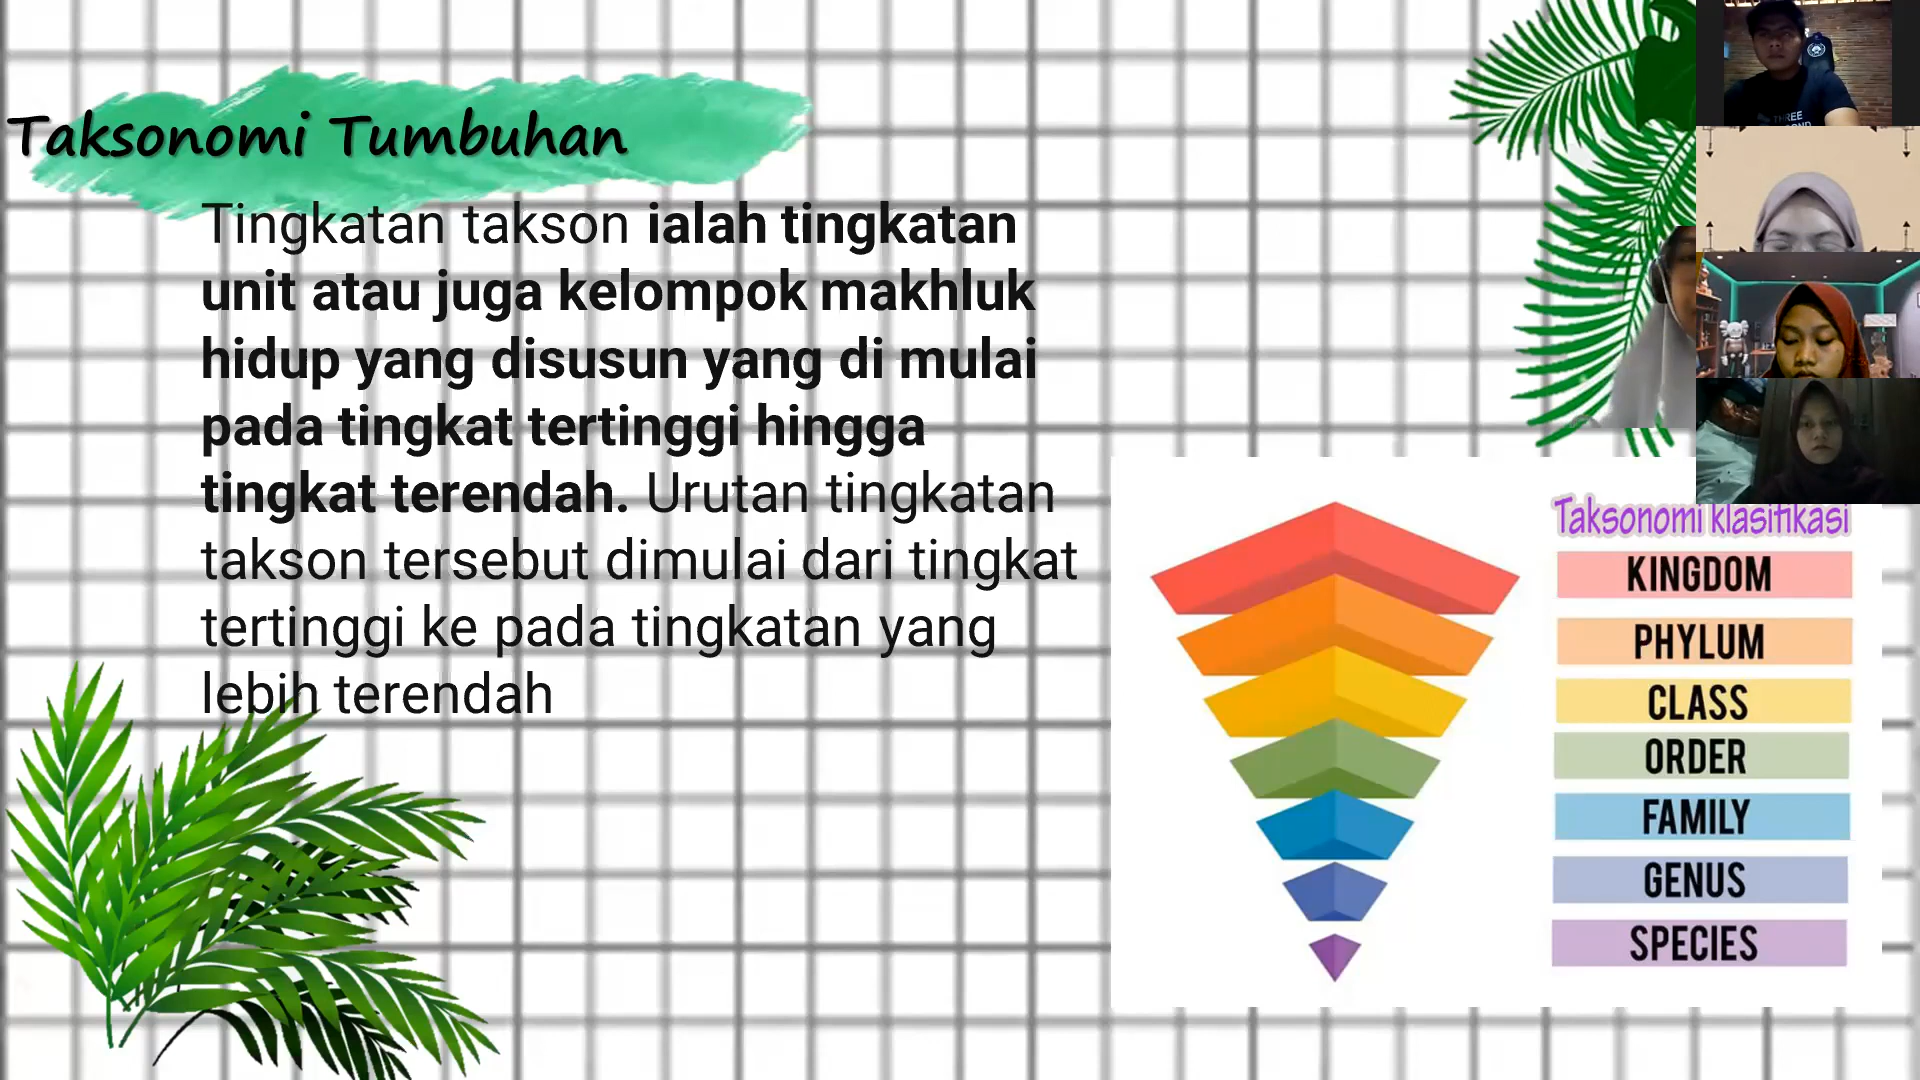 Taksonomi Tumbuhan
Tingkatan takson ialah tingkatan
unit atau juga kelompok makhluk
hidup yang disusun yang di mulai
pada tingkat tertinggi hingga
tingkat terendah. Urutan tingkatan
takson tersebut dimulai dari tingkat
tertinggi ke pada tingkatan yang
lebih terendah
Taksonomi klasifikasi
KINGDOM
PHYLUM
CLASS
ORDER
FAMILY
GENUS
SPECIES
THREE